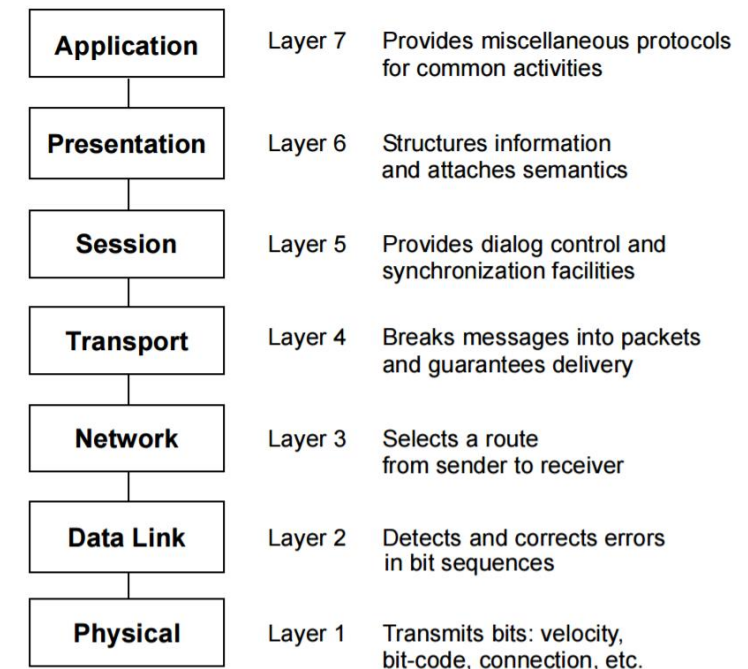 Application Layer 7 Provides miscellaneous protocols
for common activities
Presentation Layer 6 Structures information
and attaches semantics
Session Layer 5 Provides dialog control and
synchronization facilities
Transport Layer 4 Breaks messages into packets
and guarantees delivery
Network Layer 3 Selects a route
from sender to receiver
Data Link Layer 2 Detects and corrects errors
in bit sequences
Physical Layer 1 Transmits bits: velocity,
bit-code, connection, etc.